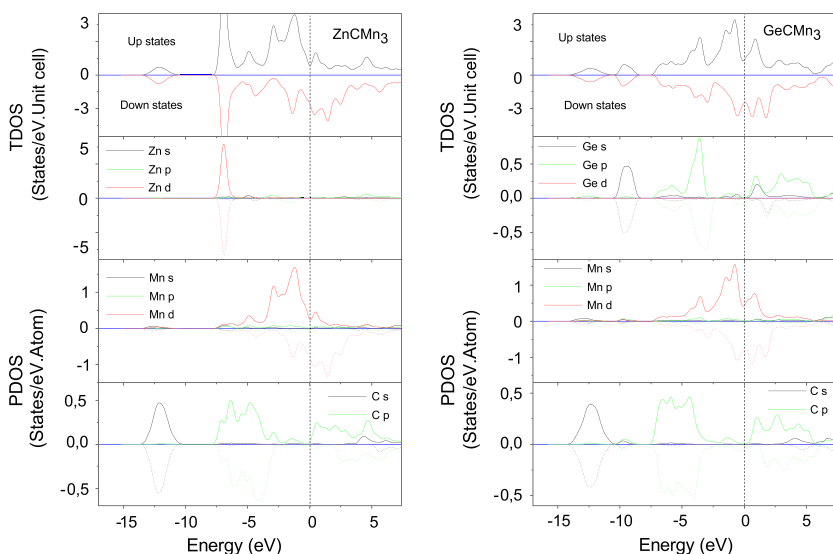 ZnCMn3
Up states
Down states
3
0
-3
TDOS
(States/eV.Unit cell)
Zn s
Zn p
Zn d
5
0
-5
Mn s
Mn p
Mn d
1
0
-1
PDOS
(States/eV.Atom)
C s
C p
0,5
0,0
-0,5
-15
-10
-5
0
5
Energy (eV)
GeCMn3
Up states
Down states
3
0
-3
TDOS
(States/eV.Unit cell)
Ge s
Ge p
Ge d
0,5
0,0
-0,5
Mn s
Mn p
Mn d
1
0
-1
PDOS
(States/eV.Atom)
C s
C p
0,5
0,0
-0,5
-15
-10
-5
0
5
Energy (eV)